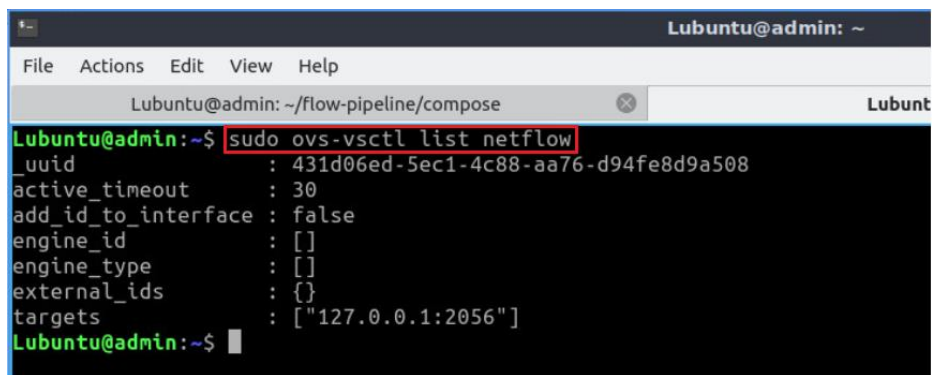 Lubuntu@admin: ~
File Actions Edit View Help
Lubuntu@admin: ~/flow-pipeline/compose Lubunt
Lubuntu@admin:~$ sudo ovs-vsctl list netflow
_uuid : 431d06ed-5ec1-4c88-aa76-d94fe8d9a508
active_timeout : 30
add_id_to_interface : false
engine_id : []
engine_type : []
external_ids : {}
targets : ["127.0.0.1:2056"]
Lubuntu@admin:~$